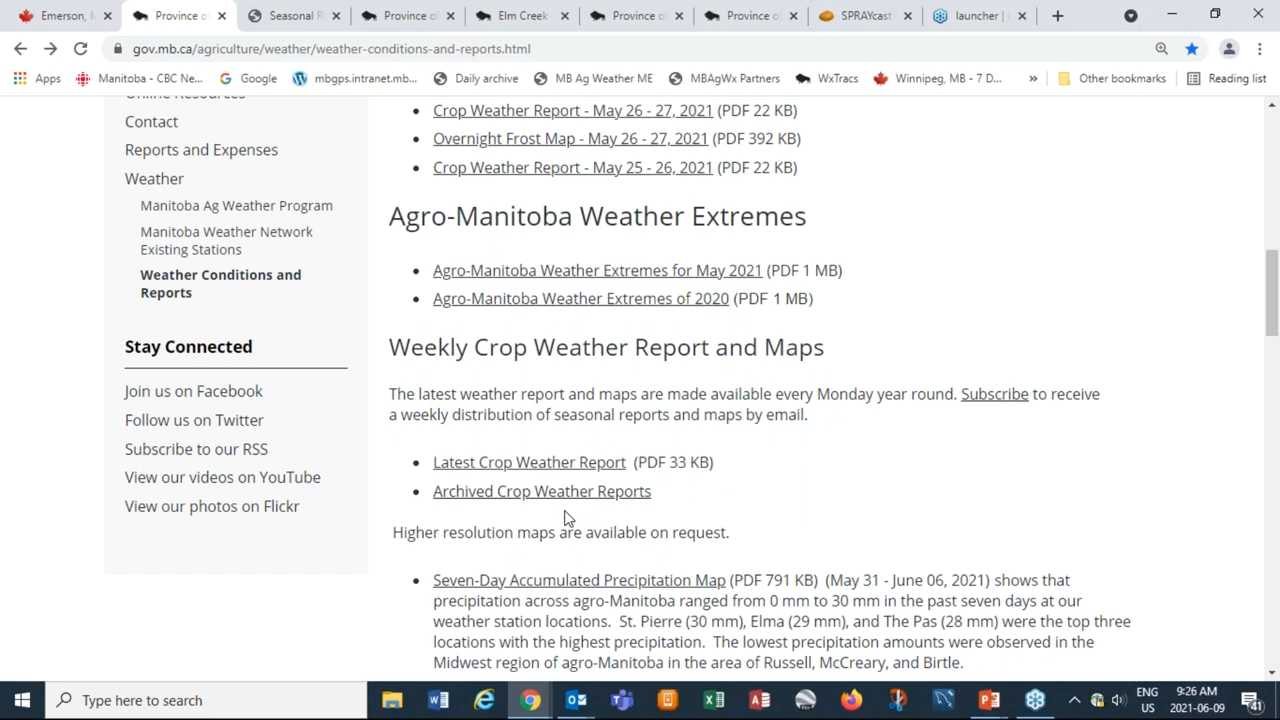 Emerson, M
Province of
Seasonal R
Province of
Elm Creek -
Province of
Province of
SPRAYcast
launcher |
gov.mb.ca/agriculture/weather/weather-conditions-and-reports.html
Apps
Manitoba - CBC Ne...
Google
mbgps.intranet.mb...
Daily archive
MB Ag Weather ME
MBAgWx Partners
WxTracs
Winnipeg, MB - 7 D...
»
Other bookmarks
Reading list
Online Resources
Contact
Reports and Expenses
Weather
Manitoba Ag Weather Program
Manitoba Weather Network
Existing Stations
Weather Conditions and
Reports
Stay Connected
Join us on Facebook
Follow us on Twitter
Subscribe to our RSS
View our videos on YouTube
View our photos on Flickr
• Crop Weather Report - May 26 - 27, 2021 (PDF 22 KB)
• Overnight Frost Map - May 26 - 27, 2021 (PDF 392 KB)
• Crop Weather Report - May 25 - 26, 2021 (PDF 22 KB)
Agro-Manitoba Weather Extremes
• Agro-Manitoba Weather Extremes for May 2021 (PDF 1 MB)
• Agro-Manitoba Weather Extremes of 2020 (PDF 1 MB)
Weekly Crop Weather Report and Maps
The latest weather report and maps are made available every Monday year round. Subscribe to receive
a weekly distribution of seasonal reports and maps by email.
• Latest Crop Weather Report (PDF 33 KB)
• Archived Crop Weather Reports
Higher resolution maps are available on request.
• Seven-Day Accumulated Precipitation Map (PDF 791 KB) (May 31 - June 06, 2021) shows that
precipitation across agro-Manitoba ranged from 0 mm to 30 mm in the past seven days at our
weather station locations. St. Pierre (30 mm), Elma (29 mm), and The Pas (28 mm) were the top three
locations with the highest precipitation. The lowest precipitation amounts were observed in the
Midwest region of agro-Manitoba in the area of Russell, McCreary, and Birtle.
Type here to search
ENG
US
9:26 AM
2021-06-09
41